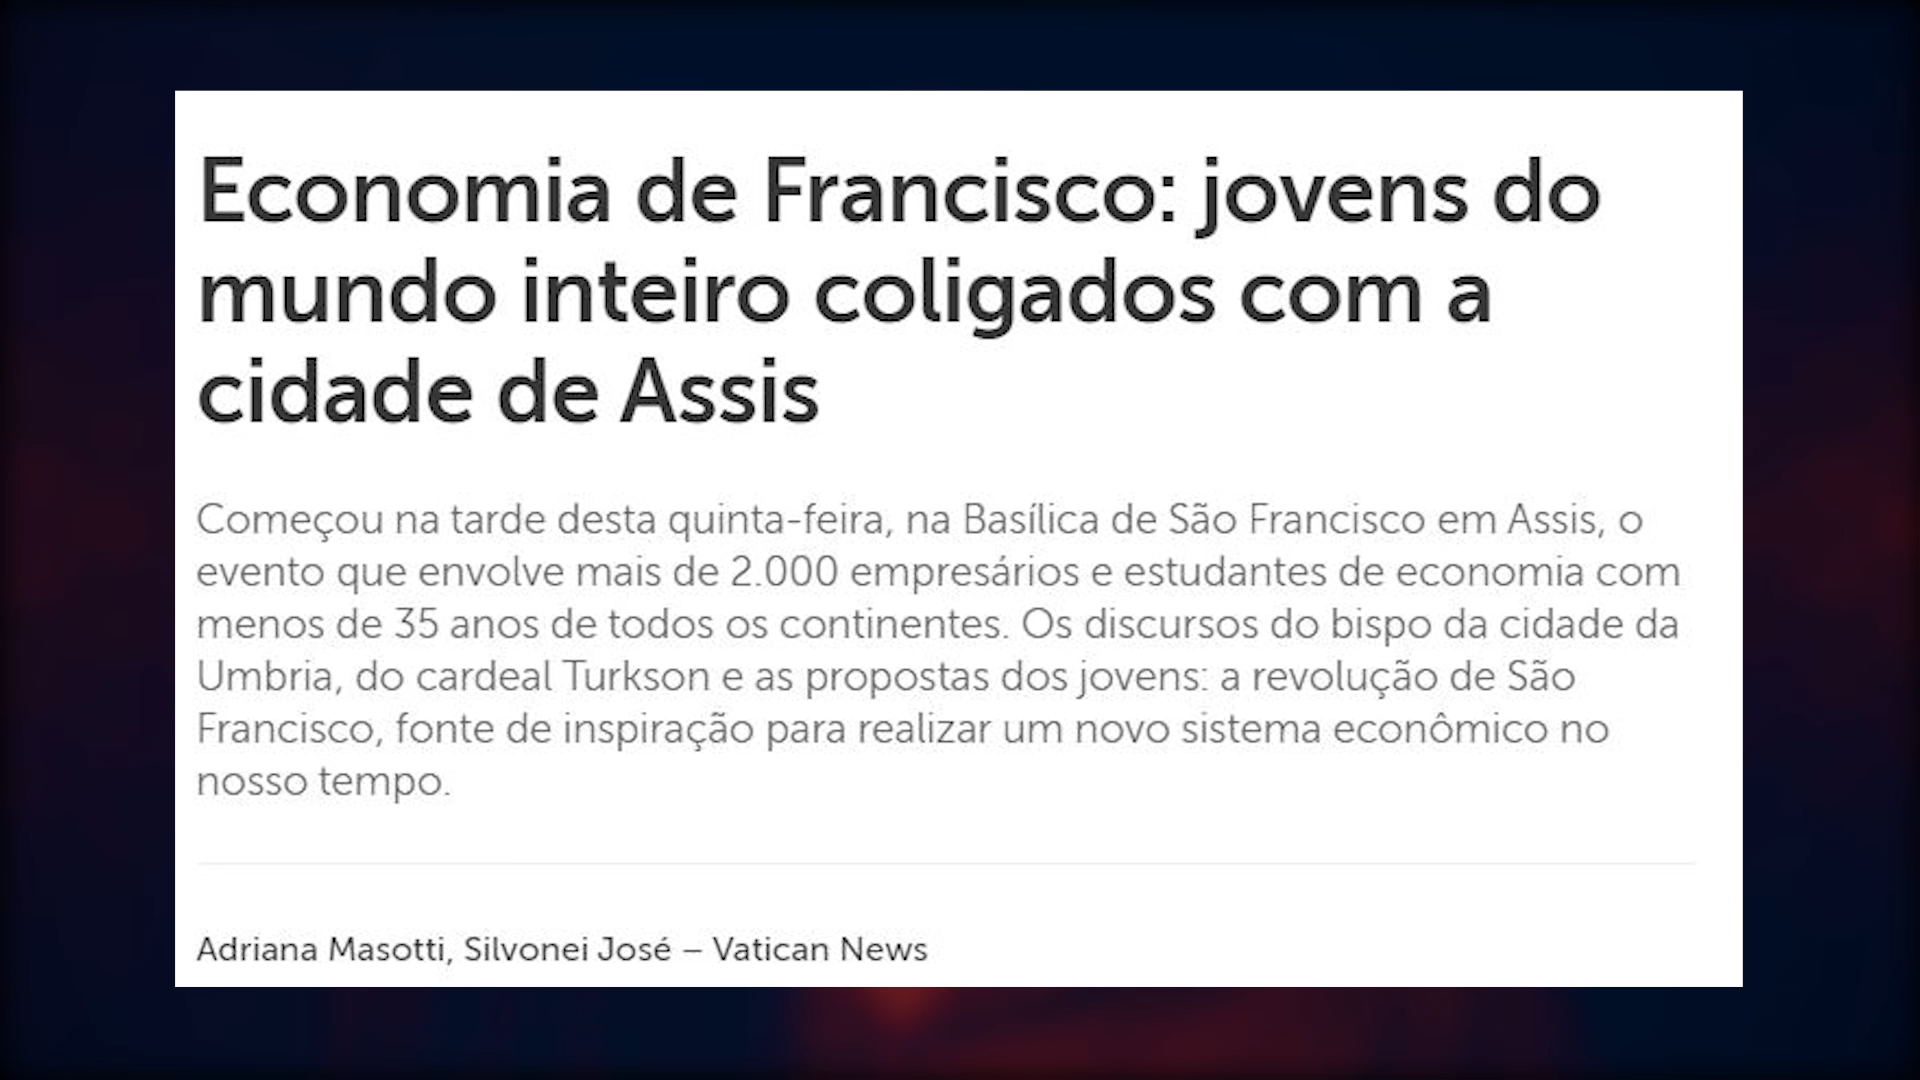 Economia de Francisco: jovens do
mundo inteiro coligados com a
cidade de Assis
Começou na tarde desta quinta-feira, na Basílica de São Francisco em Assis, o
evento que envolve mais de 2.000 empresários e estudantes de economia com
menos de 35 anos de todos os continentes. Os discursos do bispo da cidade da
Umbria, do cardeal Turkson e as propostas dos jovens: a revolução de São
Francisco, fonte de inspiração para realizar um novo sistema econômico no
nosso tempo.
Adriana Masotti, Silvonei José – Vatican News